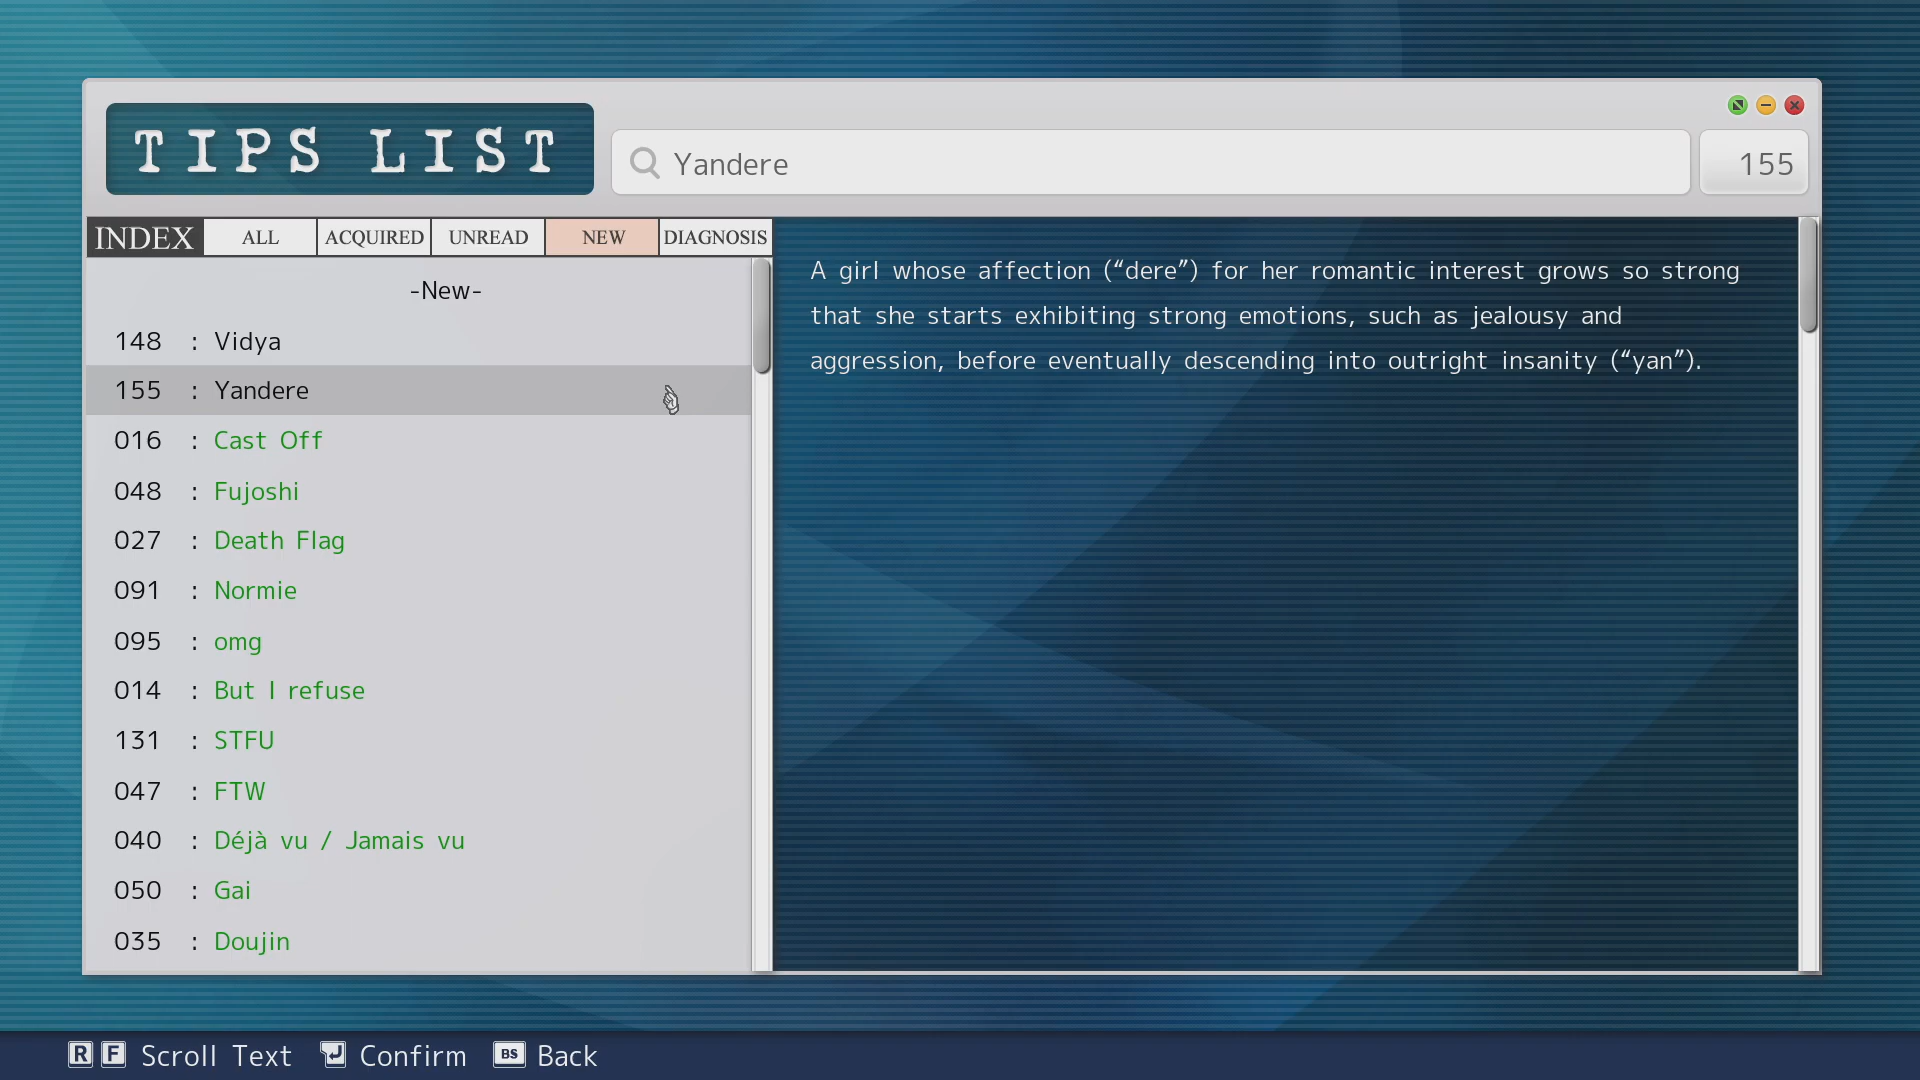 TIPS LIST
Yandere
155
INDEX ALL ACQUIRED UNREAD NEW DIAGNOSIS
-New-
148 : Vidya
155 : Yandere
016 : Cast Off
048 : Fujoshi
027 : Death Flag
091 : Normie
095 : omg
014 : But I refuse
131 : STFU
047 : FTW
040 : Déjà vu / Jamais vu
050 : Gai
035 : Doujin
A girl whose affection (“dere”) for her romantic interest grows so strong
that she starts exhibiting strong emotions, such as jealousy and
aggression, before eventually descending into outright insanity (“yan”).
R F Scroll Text Confirm BS Back